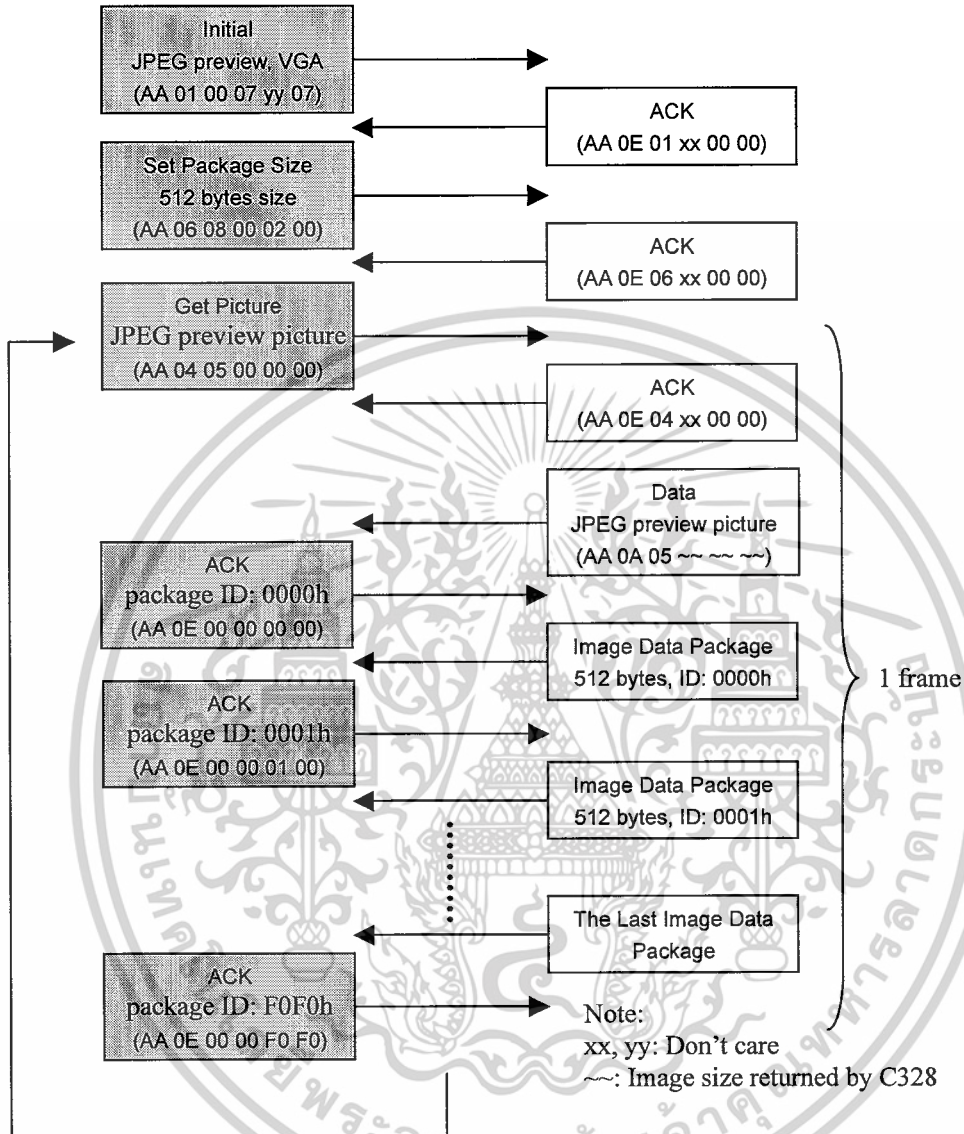 Initial
JPEG preview, VGA
(AA 01 00 07 yy 07)
ACK
(AA 0E 01 xx 00 00)
Set Package Size
512 bytes size
(AA 06 08 00 02 00)
ACK
(AA 0E 06 xx 00 00)
Get Picture
JPEG preview picture
(AA 04 05 00 00 00)
ACK
(AA 0E 04 xx 00 00)
Data
JPEG preview picture
(AA 0A 05 ~~ ~~ ~~)
ACK
package ID: 0000h
(AA 0E 00 00 00 00)
Image Data Package
512 bytes, ID: 0000h
1 frame
ACK
package ID: 0001h
(AA 0E 00 00 01 00)
Image Data Package
512 bytes, ID: 0001h
The Last Image Data
Package
ACK
package ID: F0F0h
(AA 0E 00 00 F0 F0)
Note:
xx, yy: Don't care
~~: Image size returned by C328